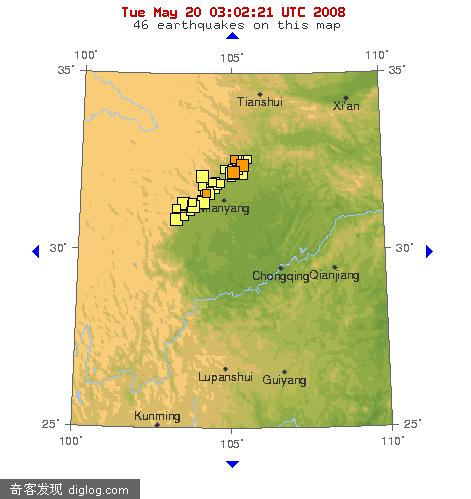 Tue May 20 03:02:21 UTC 2008
46 earthquakes on this map
100° 105° 110°
35° 35°
Tianshui Xi'an
Mianyang
30° 30°
Chongqing Qianjiang
Lupanshui Guiyang
Kunming
25° 25°
100° 105° 110°
奇客发现 diglog.com